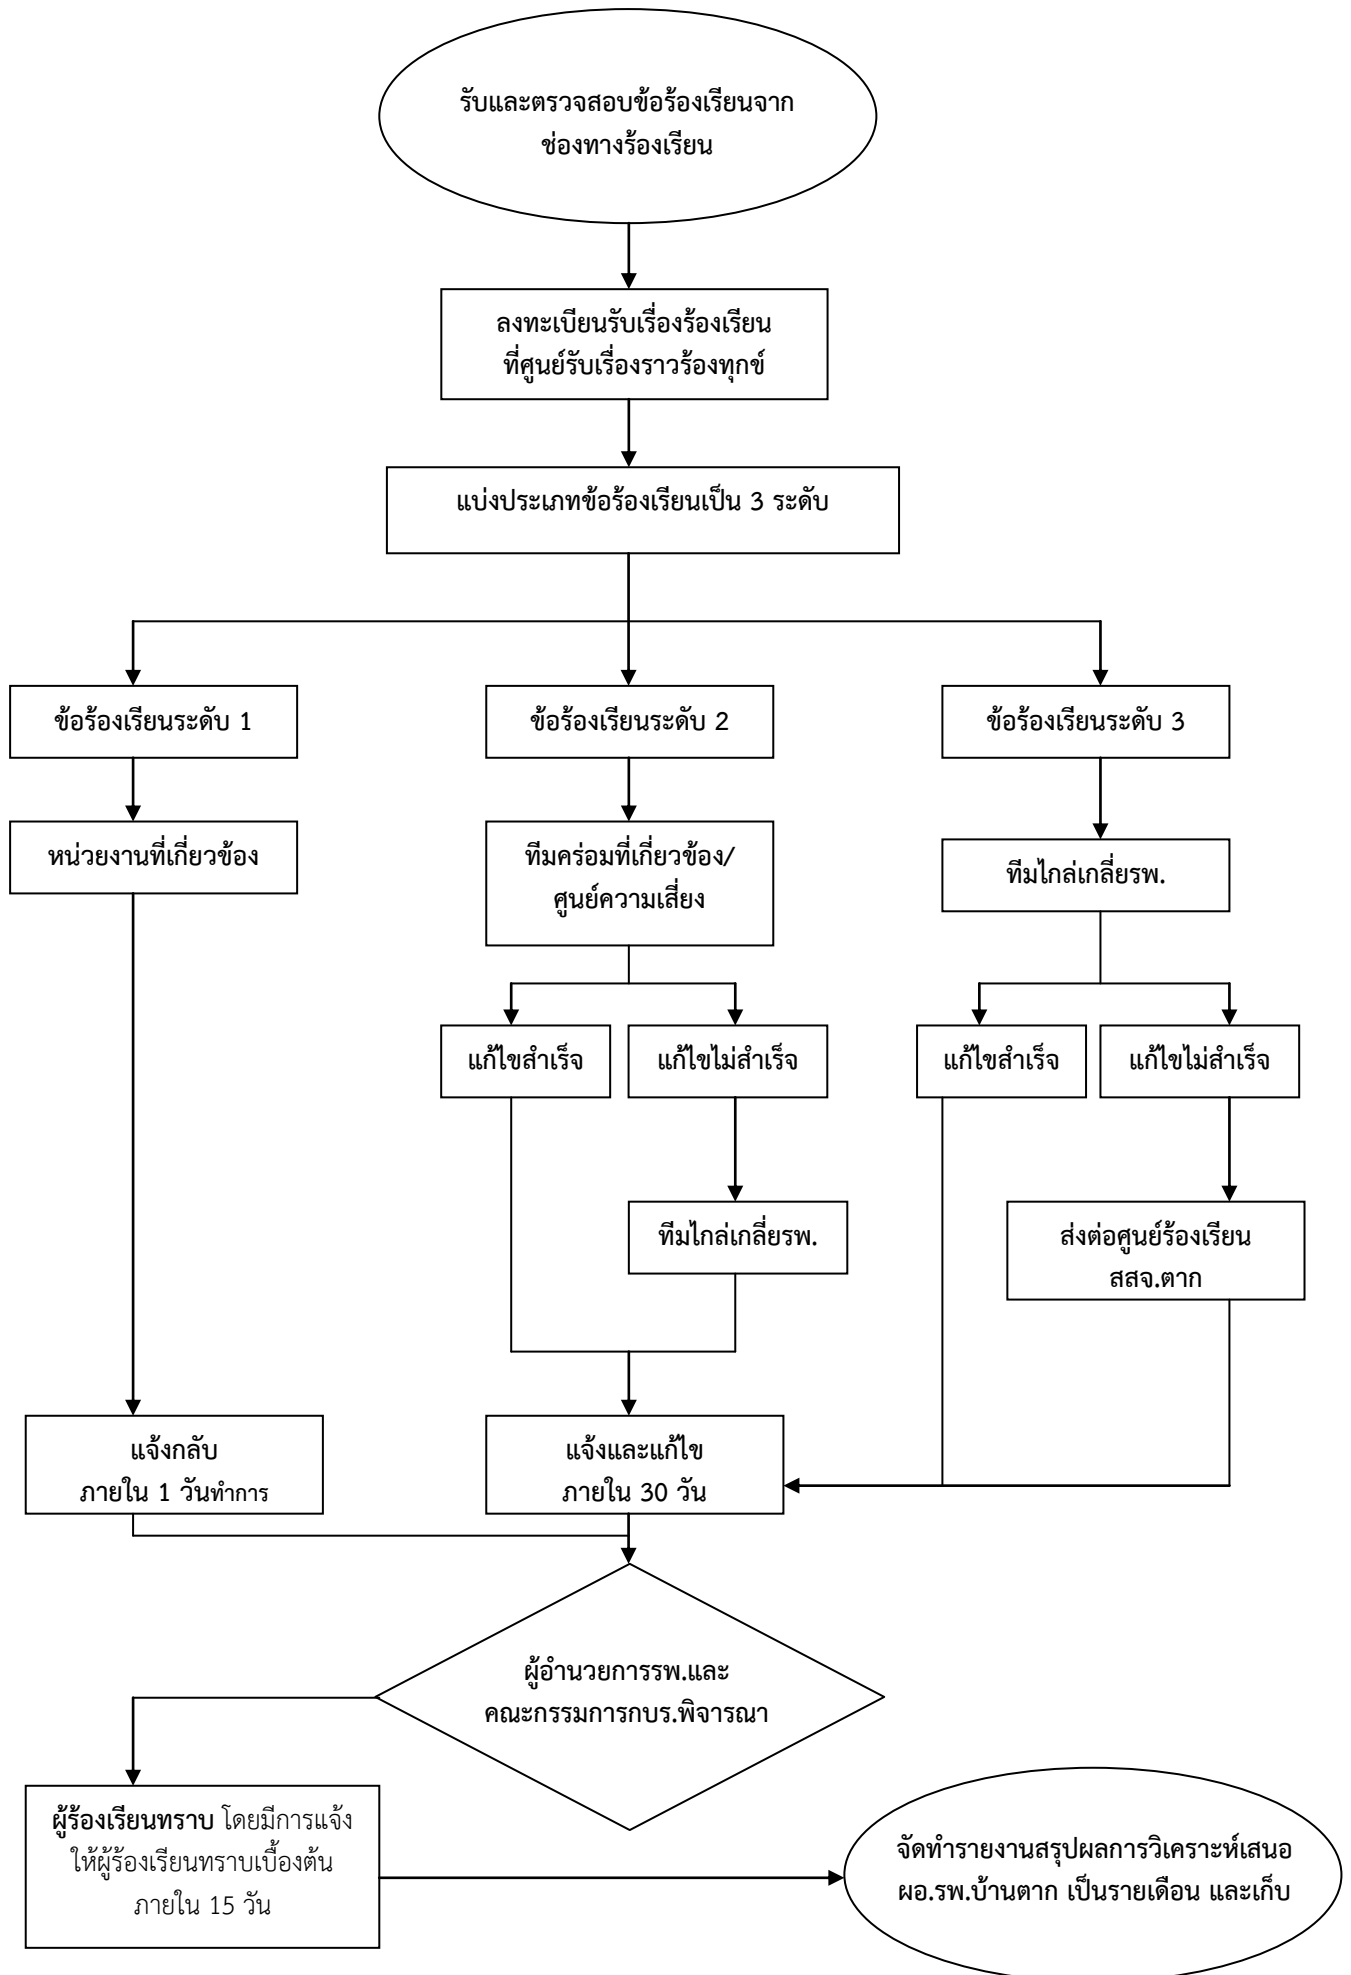 รับและตรวจสอบข้อร้องเรียนจาก
ช่องทางร้องเรียน
ลงทะเบียนรับเรื่องร้องเรียน
ที่ศูนย์รับเรื่องราวร้องทุกข์
แบ่งประเภทข้อร้องเรียนเป็น 3 ระดับ
ข้อร้องเรียนระดับ 1
ข้อร้องเรียนระดับ 2
ข้อร้องเรียนระดับ 3
หน่วยงานที่เกี่ยวข้อง
ทีมคร่อมที่เกี่ยวข้อง/
ศูนย์ความเสี่ยง
ทีมไกล่เกลี่ยรพ.
แก้ไขสำเร็จ
แก้ไขไม่สำเร็จ
แก้ไขสำเร็จ
แก้ไขไม่สำเร็จ
ทีมไกล่เกลี่ยรพ.
ส่งต่อศูนย์ร้องเรียน
สสจ.ตาก
แจ้งกลับ
ภายใน 1 วันทำการ
แจ้งและแก้ไข
ภายใน 30 วัน
ผู้อำนวยการรพ.และ
คณะกรรมการกบร.พิจารณา
ผู้ร้องเรียนทราบ โดยมีการแจ้ง
ให้ผู้ร้องเรียนทราบเบื้องต้น
ภายใน 15 วัน
จัดทำรายงานสรุปผลการวิเคราะห์เสนอ
ผอ.รพ.บ้านตาก เป็นรายเดือน และเก็บ